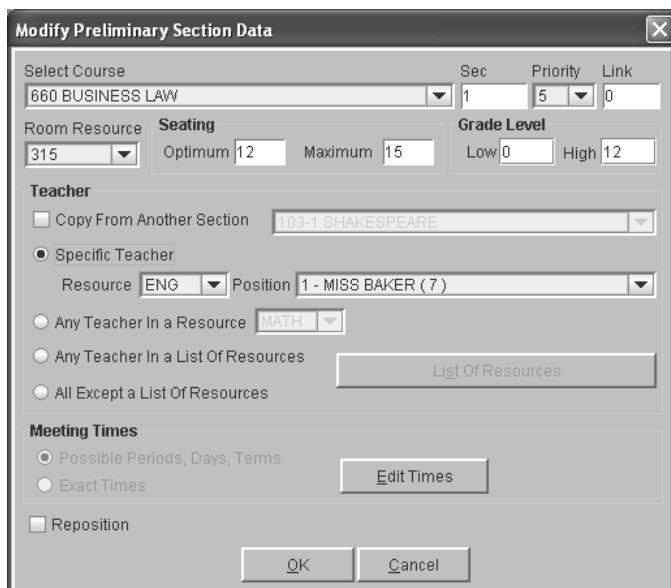 Modify Preliminary Section Data
Select Course Sec Priority Link
660 BUSINESS LAW 1 5 0
Room Resource Seating Grade Level
315 Optimum 12 Maximum 15 Low 0 High 12
Teacher
Copy From Another Section 103-1 SHAKESPEARE
Specific Teacher
Resource ENG Position 1 - MISS BAKER ( 7 )
Any Teacher In a Resource MATH
Any Teacher In a List Of Resources
List Of Resources
All Except a List Of Resources
Meeting Times
Possible Periods, Days, Terms
Edit Times
Exact Times
Reposition
OK Cancel